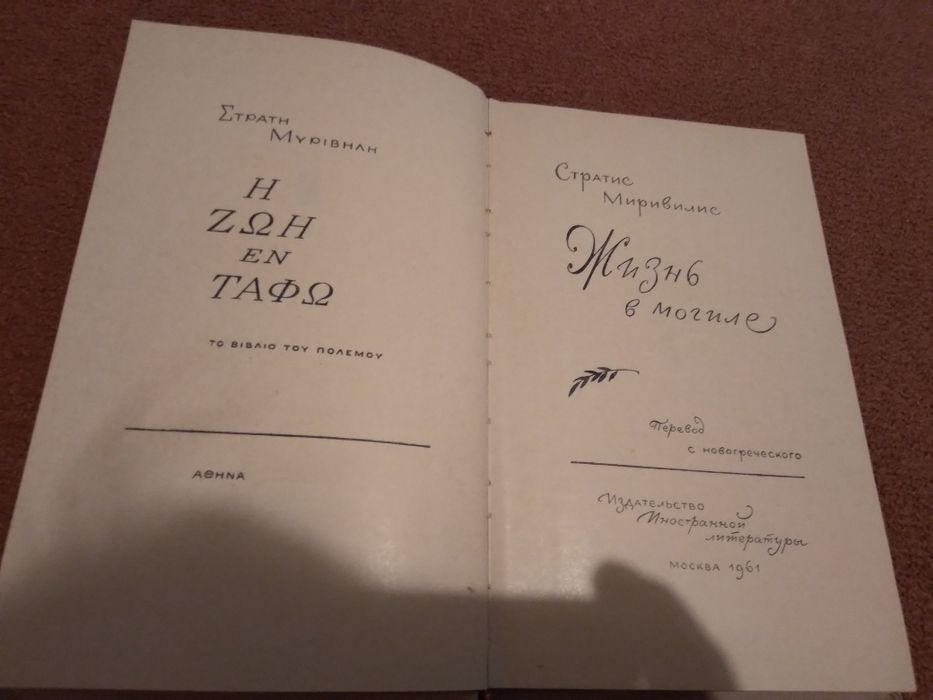 ΣΤΡΑΤΗ
ΜΥΡΙΒΗΛΗ
Η
ΖΩΗ
ΕΝ
ΤΑΦΩ
ΤΟ ΒΙΒΛΙΟ ΤΟΥ ΠΟΛΕΜΟΥ
ΑΘΗΝΑ
Стратис
Миривилис
Жизнь
в могиле
Перевод
с новогреческого
Издательство
Иностранной
литературы
МОСКВА 1961